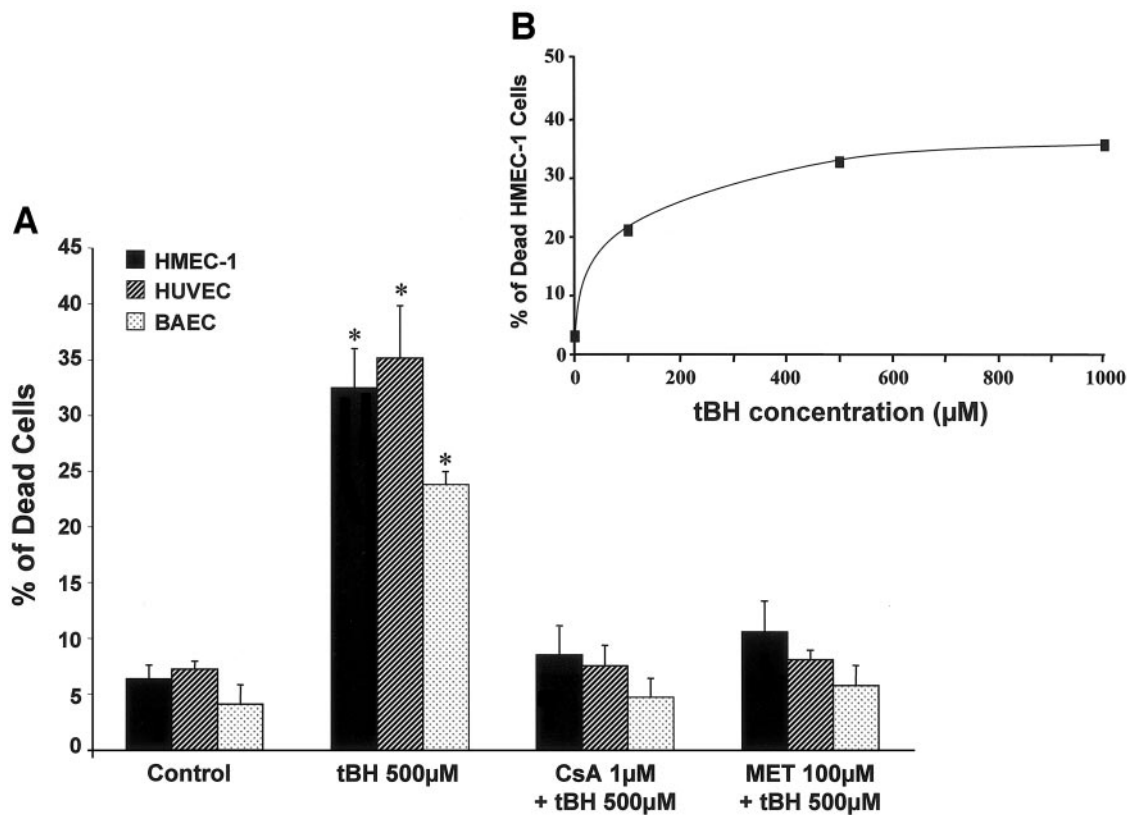 B
50
40
30
20
10
0
% of Dead HMEC-1 Cells
0 200 400 600 800 1000
tBH concentration (µM)
A
45
40
35
30
25
20
15
10
5
0
% of Dead Cells
HMEC-1
HUVEC
BAEC
* *
*
Control tBH 500µM CsA 1µM MET 100µM
+ tBH 500µM + tBH 500µM